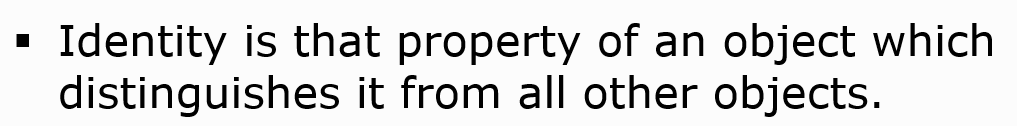 ▪ Identity is that property of an object which
distinguishes it from all other objects.